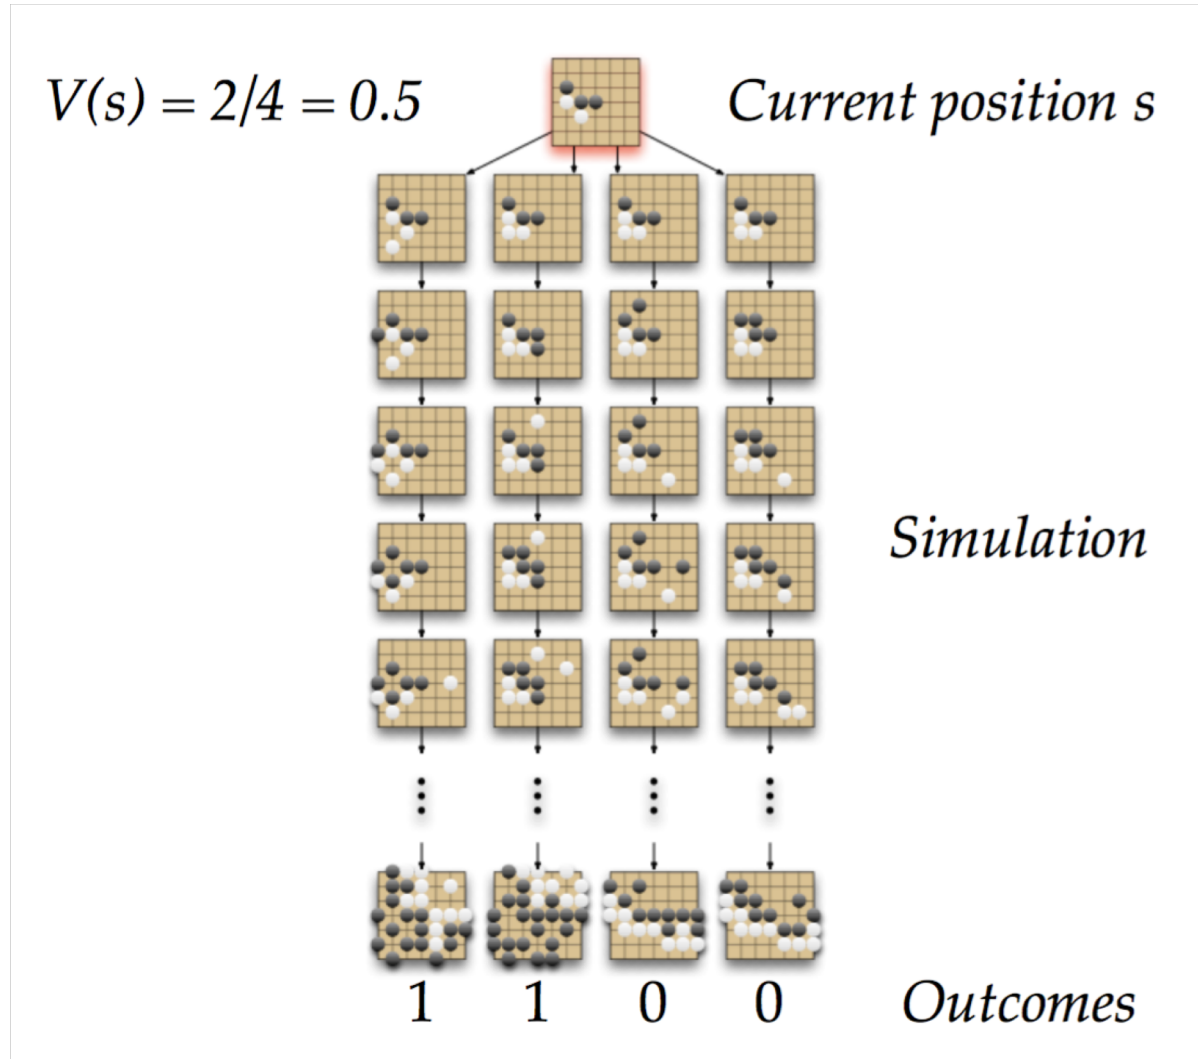 V(s) = 2/4 = 0.5
Current position s
Simulation
1 1 0 0 Outcomes